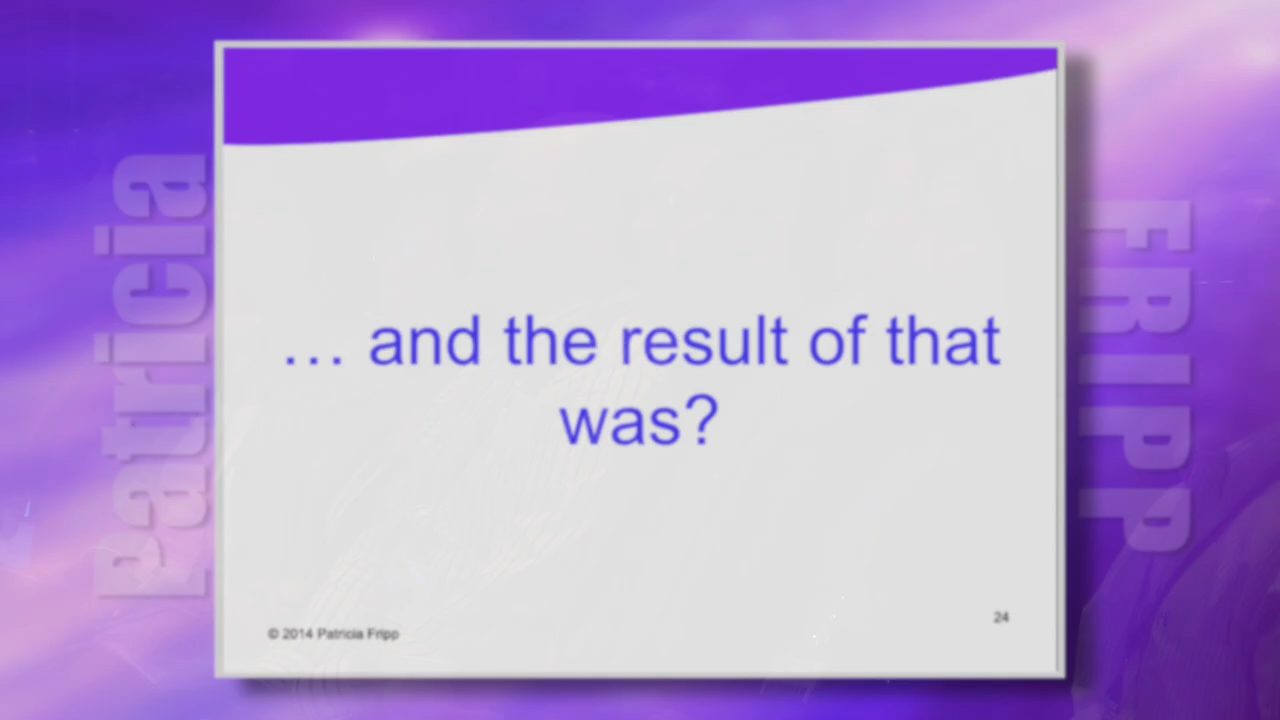 Patricia
FRIPP
… and the result of that
was?
24
© 2014 Patricia Fripp